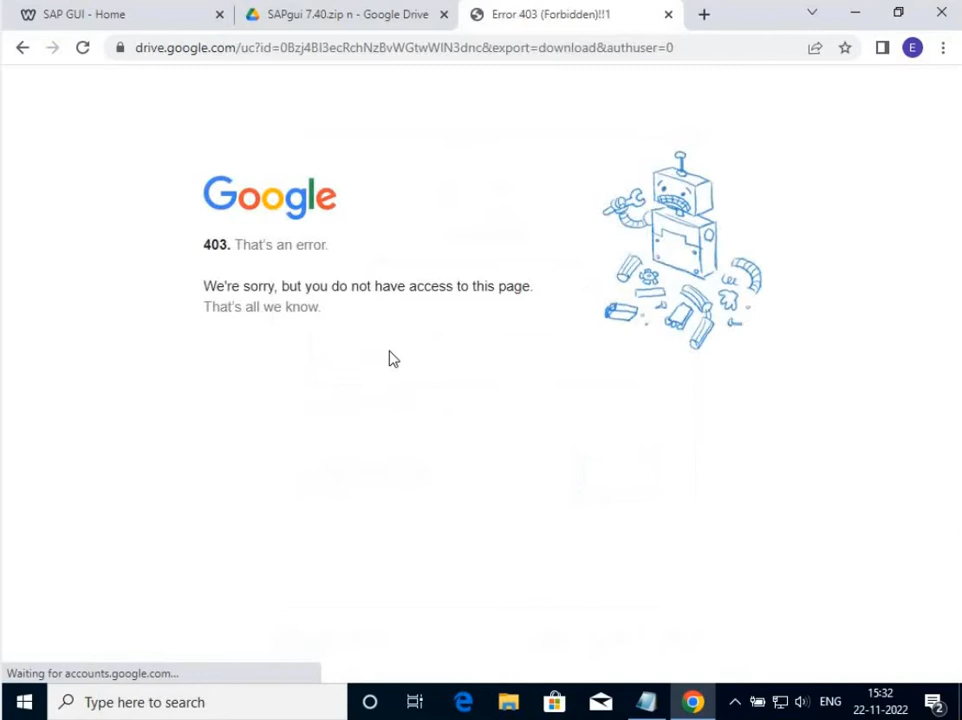 SAP GUI - Home
SAPgui 7.40.zip n - Google Drive
Error 403 (Forbidden)!!1
drive.google.com/uc?id=0Bzj4Bl3ecRchNzBvWGtwWlN3dnc&export=download&authuser=0
E
Google
403. That's an error.
We're sorry, but you do not have access to this page.
That's all we know.
Waiting for accounts.google.com...
Type here to search
ENG
15:32
22-11-2022
2